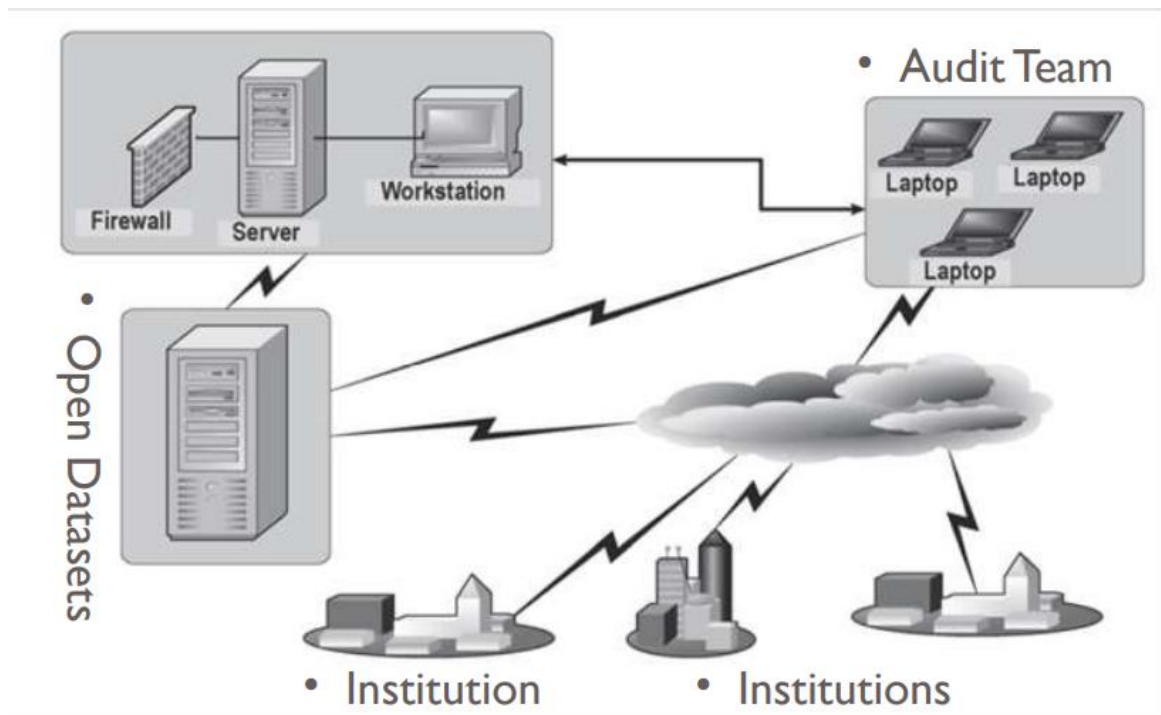 • Audit Team
Firewall
Server
Workstation
Laptop
Laptop
Laptop
• Open Datasets
• Institution
• Institutions